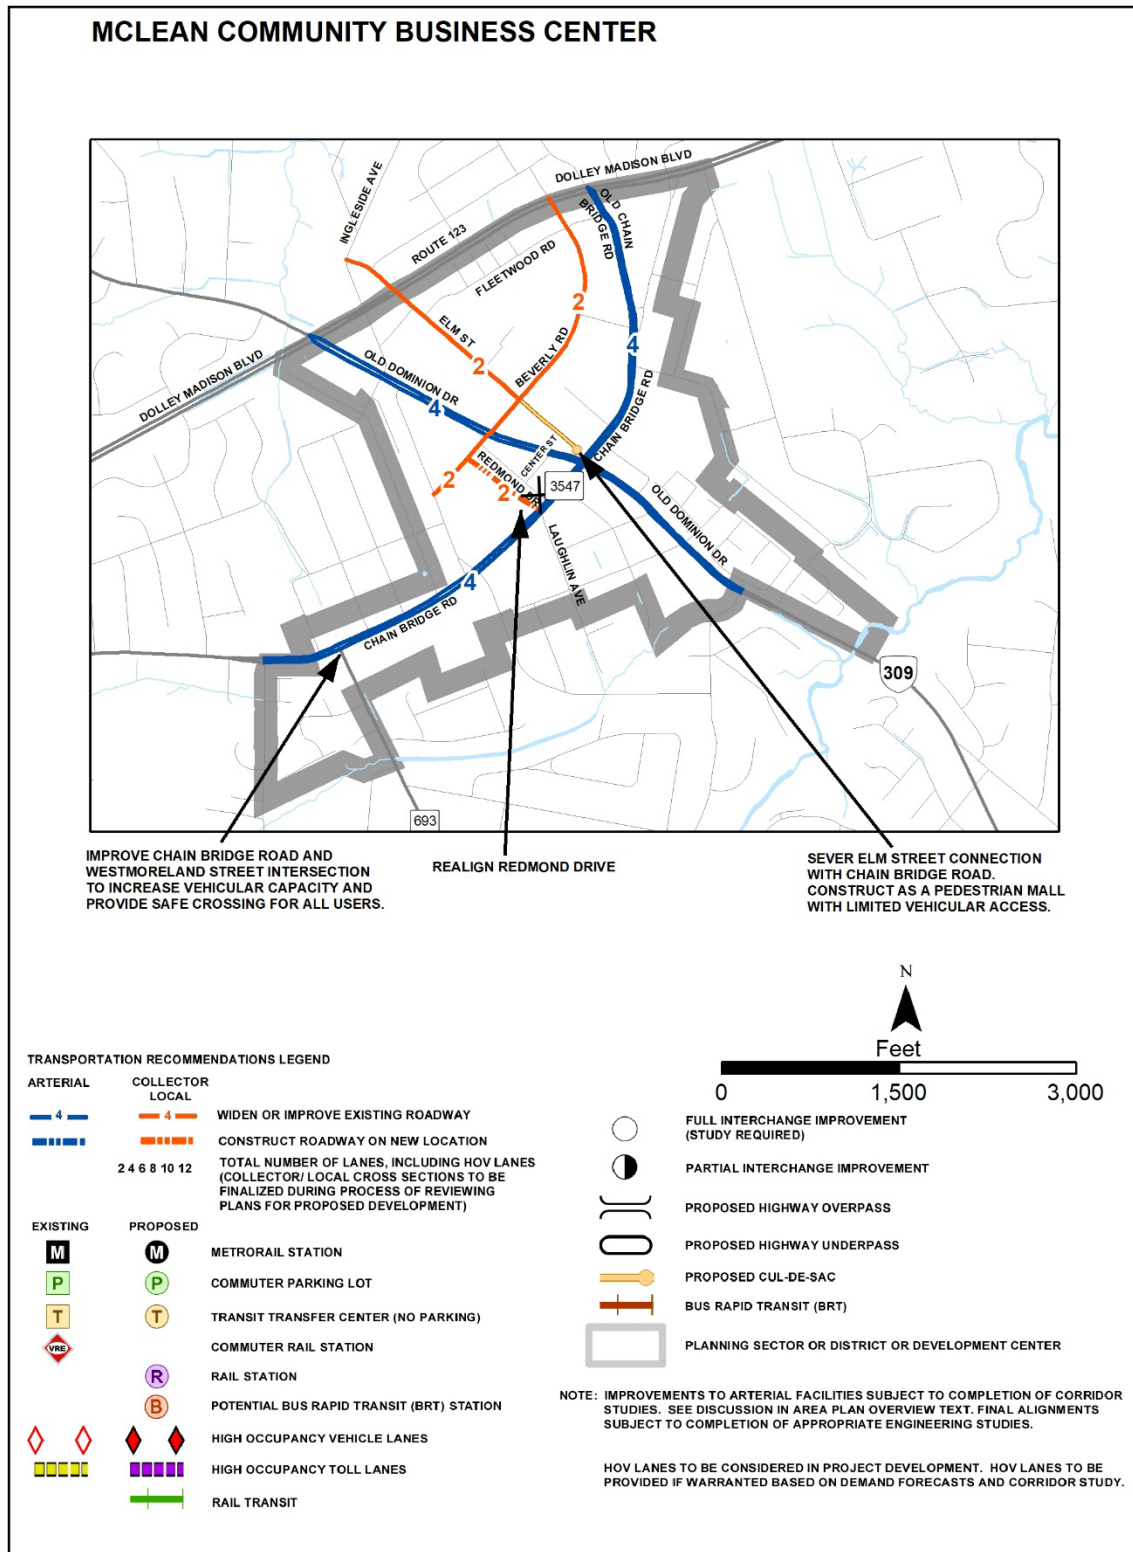 MCLEAN COMMUNITY BUSINESS CENTER
DOLLEY MADISON BLVD
INGLESIDE AVE
OLD CHAIN
BRIDGE RD
ROUTE 123
FLEETWOOD RD
ELM ST
2
2
BEVERLY RD
4
DOLLEY MADISON BLVD
OLD DOMINION DR
4
CHAIN BRIDGE RD
CENTER ST
REDMOND DR
2
2
3547
OLD DOMINION DR
LAUGHLIN AVE
4
CHAIN BRIDGE RD
309
693
IMPROVE CHAIN BRIDGE ROAD AND
WESTMORELAND STREET INTERSECTION
TO INCREASE VEHICULAR CAPACITY AND
PROVIDE SAFE CROSSING FOR ALL USERS.
REALIGN REDMOND DRIVE
SEVER ELM STREET CONNECTION
WITH CHAIN BRIDGE ROAD.
CONSTRUCT AS A PEDESTRIAN MALL
WITH LIMITED VEHICULAR ACCESS.
N
Feet
0 1,500 3,000
TRANSPORTATION RECOMMENDATIONS LEGEND
ARTERIAL
COLLECTOR
LOCAL
4 4 WIDEN OR IMPROVE EXISTING ROADWAY
CONSTRUCT ROADWAY ON NEW LOCATION
2 4 6 8 10 12 TOTAL NUMBER OF LANES, INCLUDING HOV LANES
(COLLECTOR/ LOCAL CROSS SECTIONS TO BE
FINALIZED DURING PROCESS OF REVIEWING
PLANS FOR PROPOSED DEVELOPMENT)
EXISTING PROPOSED
M M METRORAIL STATION
P P COMMUTER PARKING LOT
T T TRANSIT TRANSFER CENTER (NO PARKING)
VRE COMMUTER RAIL STATION
R RAIL STATION
B POTENTIAL BUS RAPID TRANSIT (BRT) STATION
HIGH OCCUPANCY VEHICLE LANES
HIGH OCCUPANCY TOLL LANES
RAIL TRANSIT
FULL INTERCHANGE IMPROVEMENT
(STUDY REQUIRED)
PARTIAL INTERCHANGE IMPROVEMENT
PROPOSED HIGHWAY OVERPASS
PROPOSED HIGHWAY UNDERPASS
PROPOSED CUL-DE-SAC
BUS RAPID TRANSIT (BRT)
PLANNING SECTOR OR DISTRICT OR DEVELOPMENT CENTER
NOTE: IMPROVEMENTS TO ARTERIAL FACILITIES SUBJECT TO COMPLETION OF CORRIDOR
STUDIES. SEE DISCUSSION IN AREA PLAN OVERVIEW TEXT. FINAL ALIGNMENTS
SUBJECT TO COMPLETION OF APPROPRIATE ENGINEERING STUDIES.
HOV LANES TO BE CONSIDERED IN PROJECT DEVELOPMENT. HOV LANES TO BE
PROVIDED IF WARRANTED BASED ON DEMAND FORECASTS AND CORRIDOR STUDY.